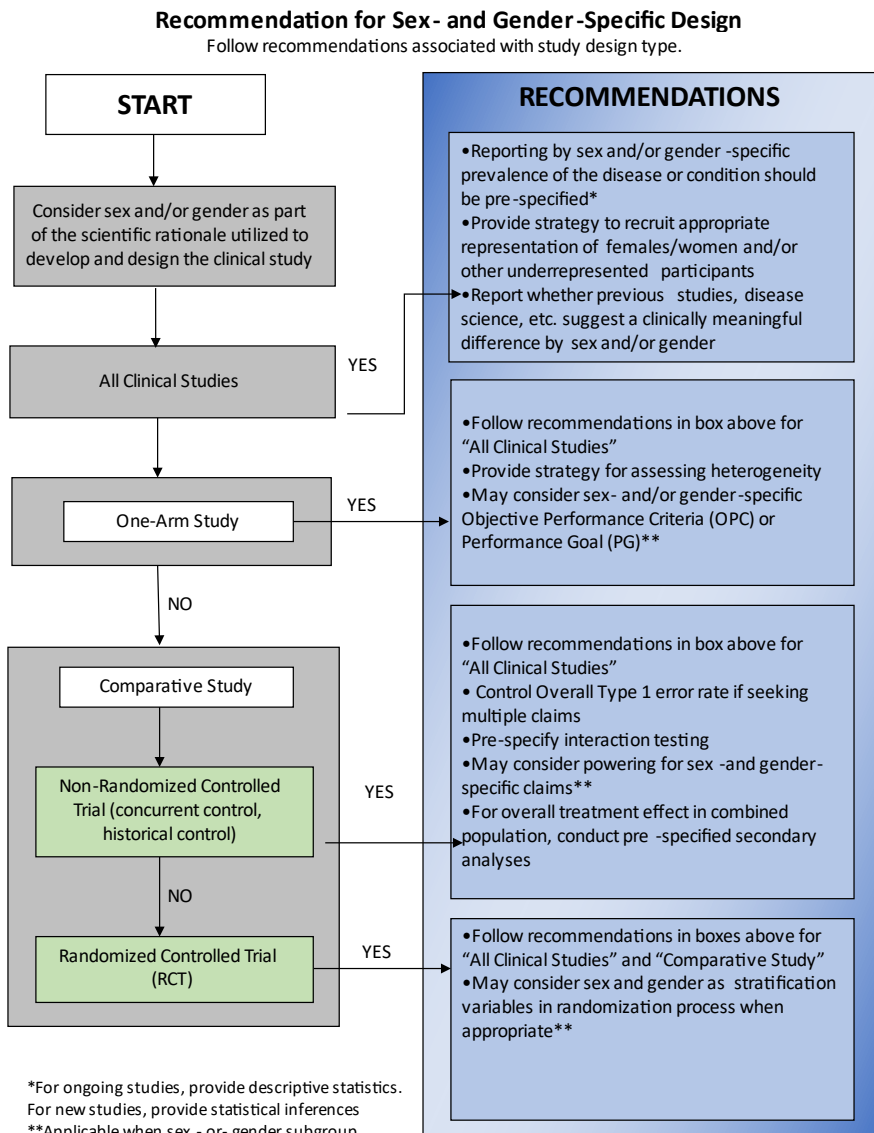 Recommendation for Sex- and Gender-Specific Design
Follow recommendations associated with study design type.
START
Consider sex and/or gender as part
of the scientific rationale utilized to
develop and design the clinical study
All Clinical Studies
YES
One-Arm Study
YES
NO
Comparative Study
Non-Randomized Controlled
Trial (concurrent control,
historical control)
YES
NO
Randomized Controlled Trial
(RCT)
YES
RECOMMENDATIONS
•Reporting by sex and/or gender -specific
prevalence of the disease or condition should
be pre-specified*
•Provide strategy to recruit appropriate
representation of females/women and/or
other underrepresented participants
•Report whether previous studies, disease
science, etc. suggest a clinically meaningful
difference by sex and/or gender
•Follow recommendations in box above for
“All Clinical Studies”
•Provide strategy for assessing heterogeneity
•May consider sex- and/or gender-specific
Objective Performance Criteria (OPC) or
Performance Goal (PG)**
•Follow recommendations in box above for
“All Clinical Studies”
• Control Overall Type 1 error rate if seeking
multiple claims
•Pre-specify interaction testing
•May consider powering for sex -and gender-
specific claims**
•For overall treatment effect in combined
population, conduct pre -specified secondary
analyses
•Follow recommendations in boxes above for
“All Clinical Studies” and “Comparative Study”
•May consider sex and gender as stratification
variables in randomization process when
appropriate**
*For ongoing studies, provide descriptive statistics.
For new studies, provide statistical inferences
**Applicable when sex - or- gender subgroup